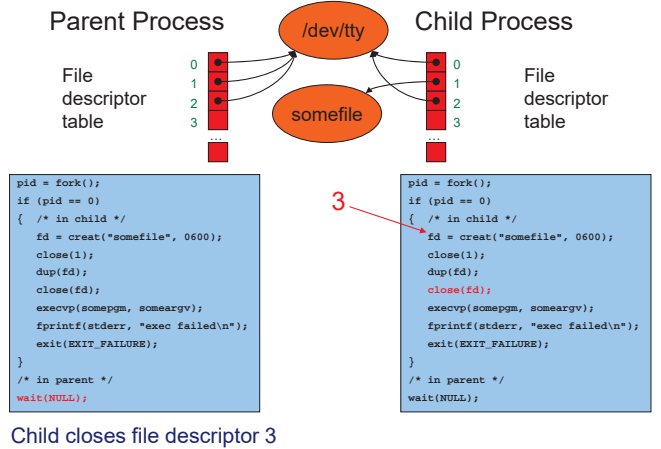 Parent Process
/dev/tty
Child Process
File
descriptor
table
0
1
2
3
...
somefile
0
1
2
3
...
File
descriptor
table
pid = fork();
if (pid == 0)
{ /* in child */
fd = creat("somefile", 0600);
close(1);
dup(fd);
close(fd);
execvp(somepgm, someargv);
fprintf(stderr, "exec failed\n");
exit(EXIT_FAILURE);
}
/* in parent */
wait(NULL);
3
pid = fork();
if (pid == 0)
{ /* in child */
fd = creat("somefile", 0600);
close(1);
dup(fd);
close(fd);
execvp(somepgm, someargv);
fprintf(stderr, "exec failed\n");
exit(EXIT_FAILURE);
}
/* in parent */
wait(NULL);
Child closes file descriptor 3